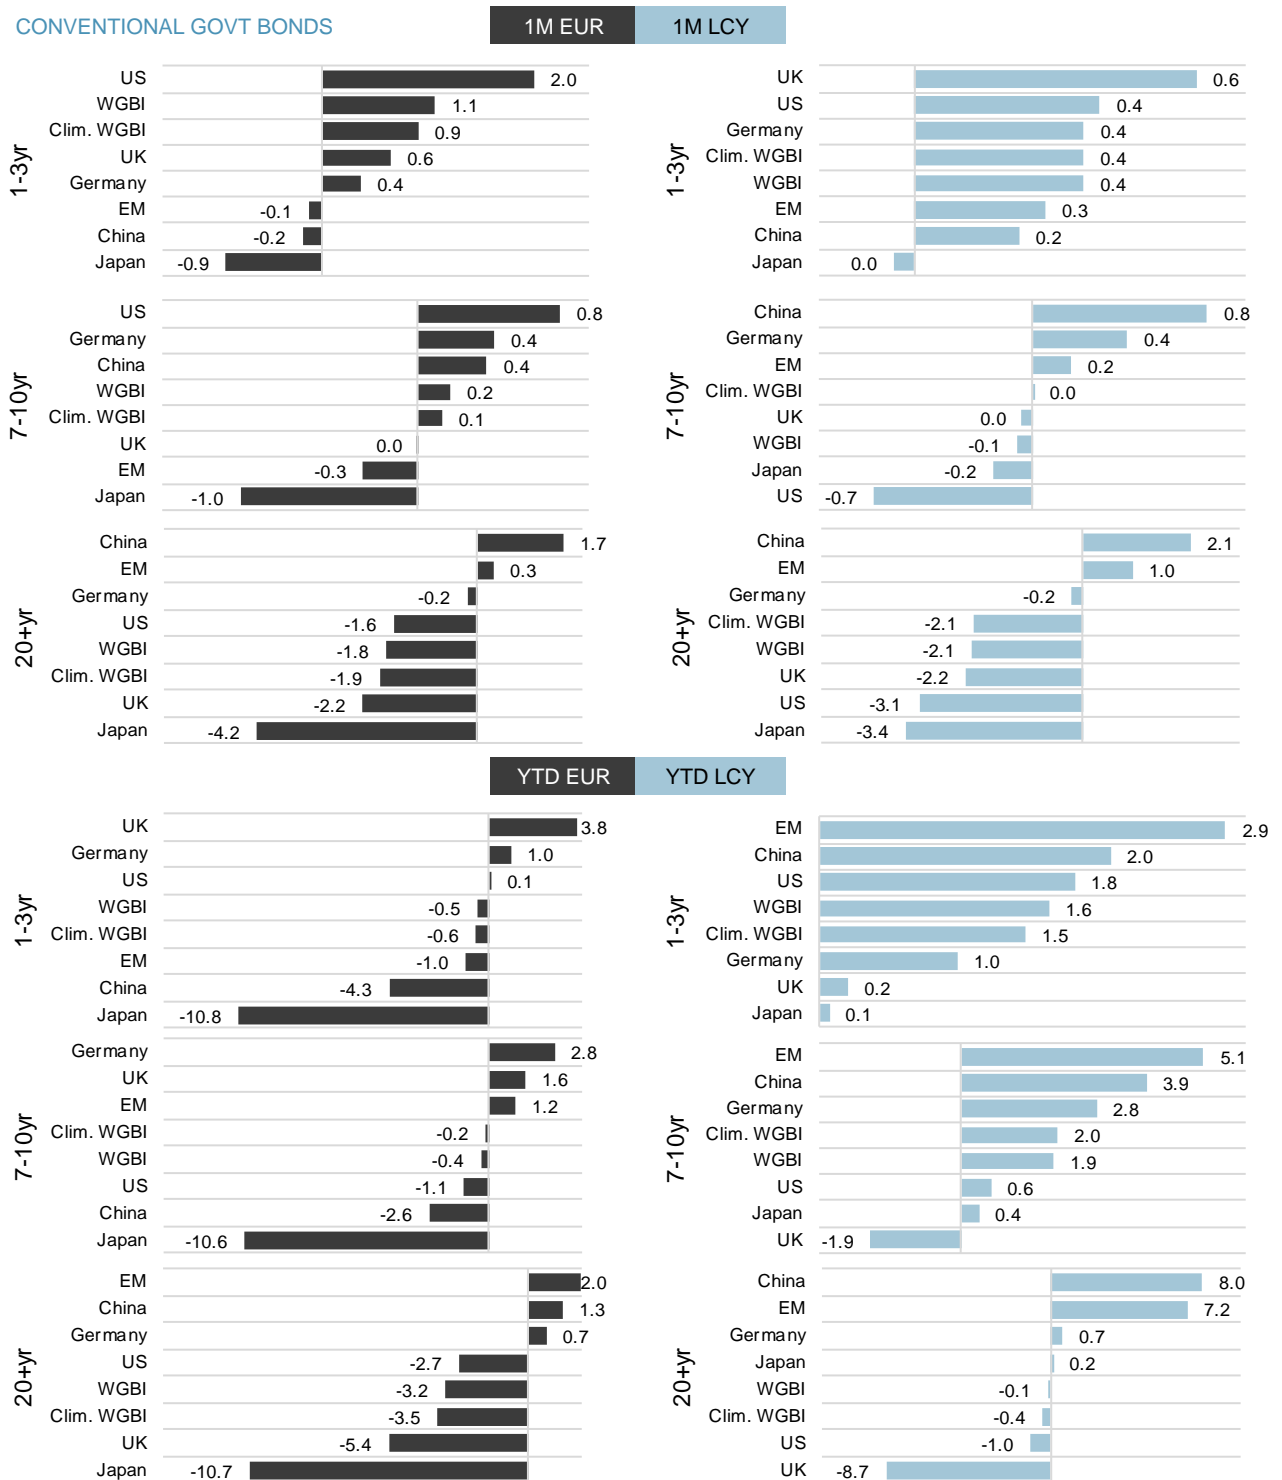 CONVENTIONAL GOVT BONDS
1M EUR 1M LCY
1-3yr
US 2.0
WGBI 1.1
Clim. WGBI 0.9
UK 0.6
Germany 0.4
EM -0.1
China -0.2
Japan -0.9
1-3yr
UK 0.6
US 0.4
Germany 0.4
Clim. WGBI 0.4
WGBI 0.4
EM 0.3
China 0.2
Japan 0.0
7-10yr
US 0.8
Germany 0.4
China 0.4
WGBI 0.2
Clim. WGBI 0.1
UK 0.0
EM -0.3
Japan -1.0
7-10yr
China 0.8
Germany 0.4
EM 0.2
Clim. WGBI 0.0
UK 0.0
WGBI -0.1
Japan -0.2
US -0.7
20+yr
China 1.7
EM 0.3
Germany -0.2
US -1.6
WGBI -1.8
Clim. WGBI -1.9
UK -2.2
Japan -4.2
20+yr
China 2.1
EM 1.0
Germany -0.2
Clim. WGBI -2.1
WGBI -2.1
UK -2.2
US -3.1
Japan -3.4
YTD EUR YTD LCY
1-3yr
UK 3.8
Germany 1.0
US 0.1
WGBI -0.5
Clim. WGBI -0.6
EM -1.0
China -4.3
Japan -10.8
1-3yr
EM 2.9
China 2.0
US 1.8
WGBI 1.6
Clim. WGBI 1.5
Germany 1.0
UK 0.2
Japan 0.1
7-10yr
Germany 2.8
UK 1.6
EM 1.2
Clim. WGBI -0.2
WGBI -0.4
US -1.1
China -2.6
Japan -10.6
7-10yr
EM 5.1
China 3.9
Germany 2.8
Clim. WGBI 2.0
WGBI 1.9
US 0.6
Japan 0.4
UK -1.9
20+yr
EM 2.0
China 1.3
Germany 0.7
US -2.7
WGBI -3.2
Clim. WGBI -3.5
UK -5.4
Japan -10.7
20+yr
China 8.0
EM 7.2
Germany 0.7
Japan 0.2
WGBI -0.1
Clim. WGBI -0.4
US -1.0
UK -8.7